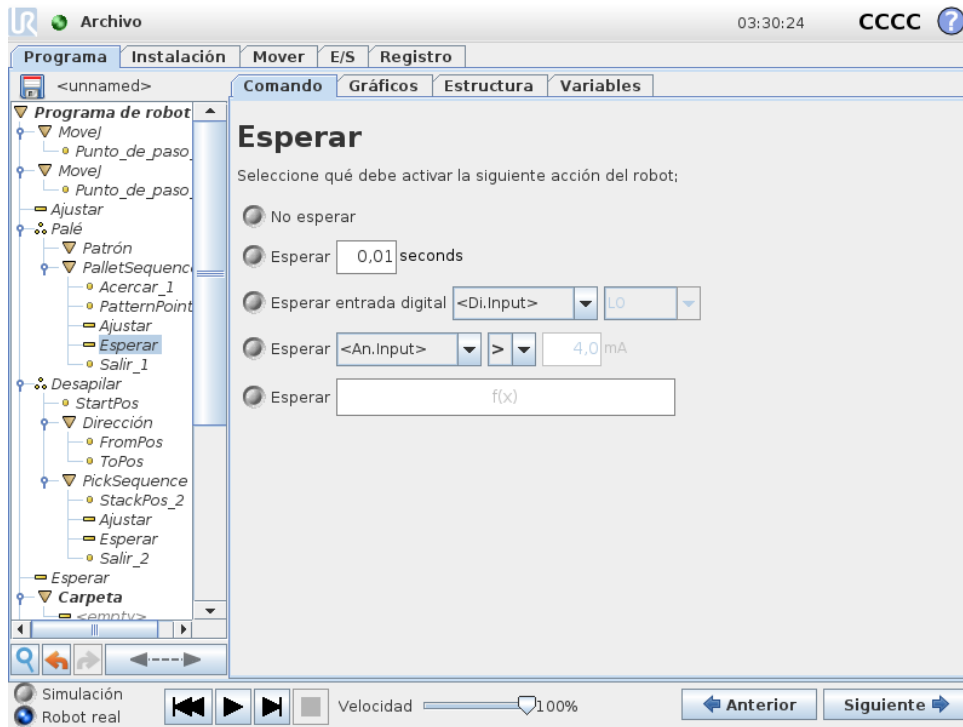 UR Archivo 03:30:24 CCCC ?
Programa Instalación Mover E/S Registro
<unnamed> Comando Gráficos Estructura Variables
Programa de robot
MoveJ
Punto_de_paso_
MoveJ
Punto_de_paso_
Ajustar
Palé
Patrón
PalletSequenc
Acercar_1
PatternPoint
Ajustar
Esperar
Salir_1
Desapilar
StartPos
Dirección
FromPos
ToPos
PickSequence
StackPos_2
Ajustar
Esperar
Salir_2
Esperar
Carpeta
<empty>
Esperar
Seleccione qué debe activar la siguiente acción del robot;
No esperar
Esperar 0,01 seconds
Esperar entrada digital <Di.Input> L0
Esperar <An.Input> > 4,0 mA
Esperar f(x)
Simulación
Robot real
Velocidad 100%
Anterior Siguiente